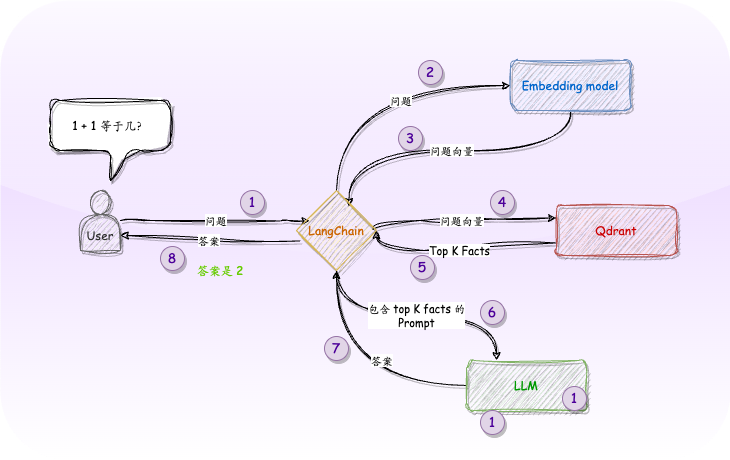 2
Embedding model
问题
1 + 1 等于几?
3
问题向量
1
问题
4
问题向量
User
LangChain
Qdrant
8
答案
Top K Facts
5
答案是 2
包含 top K facts 的
Prompt
6
7
答案
LLM
1
1